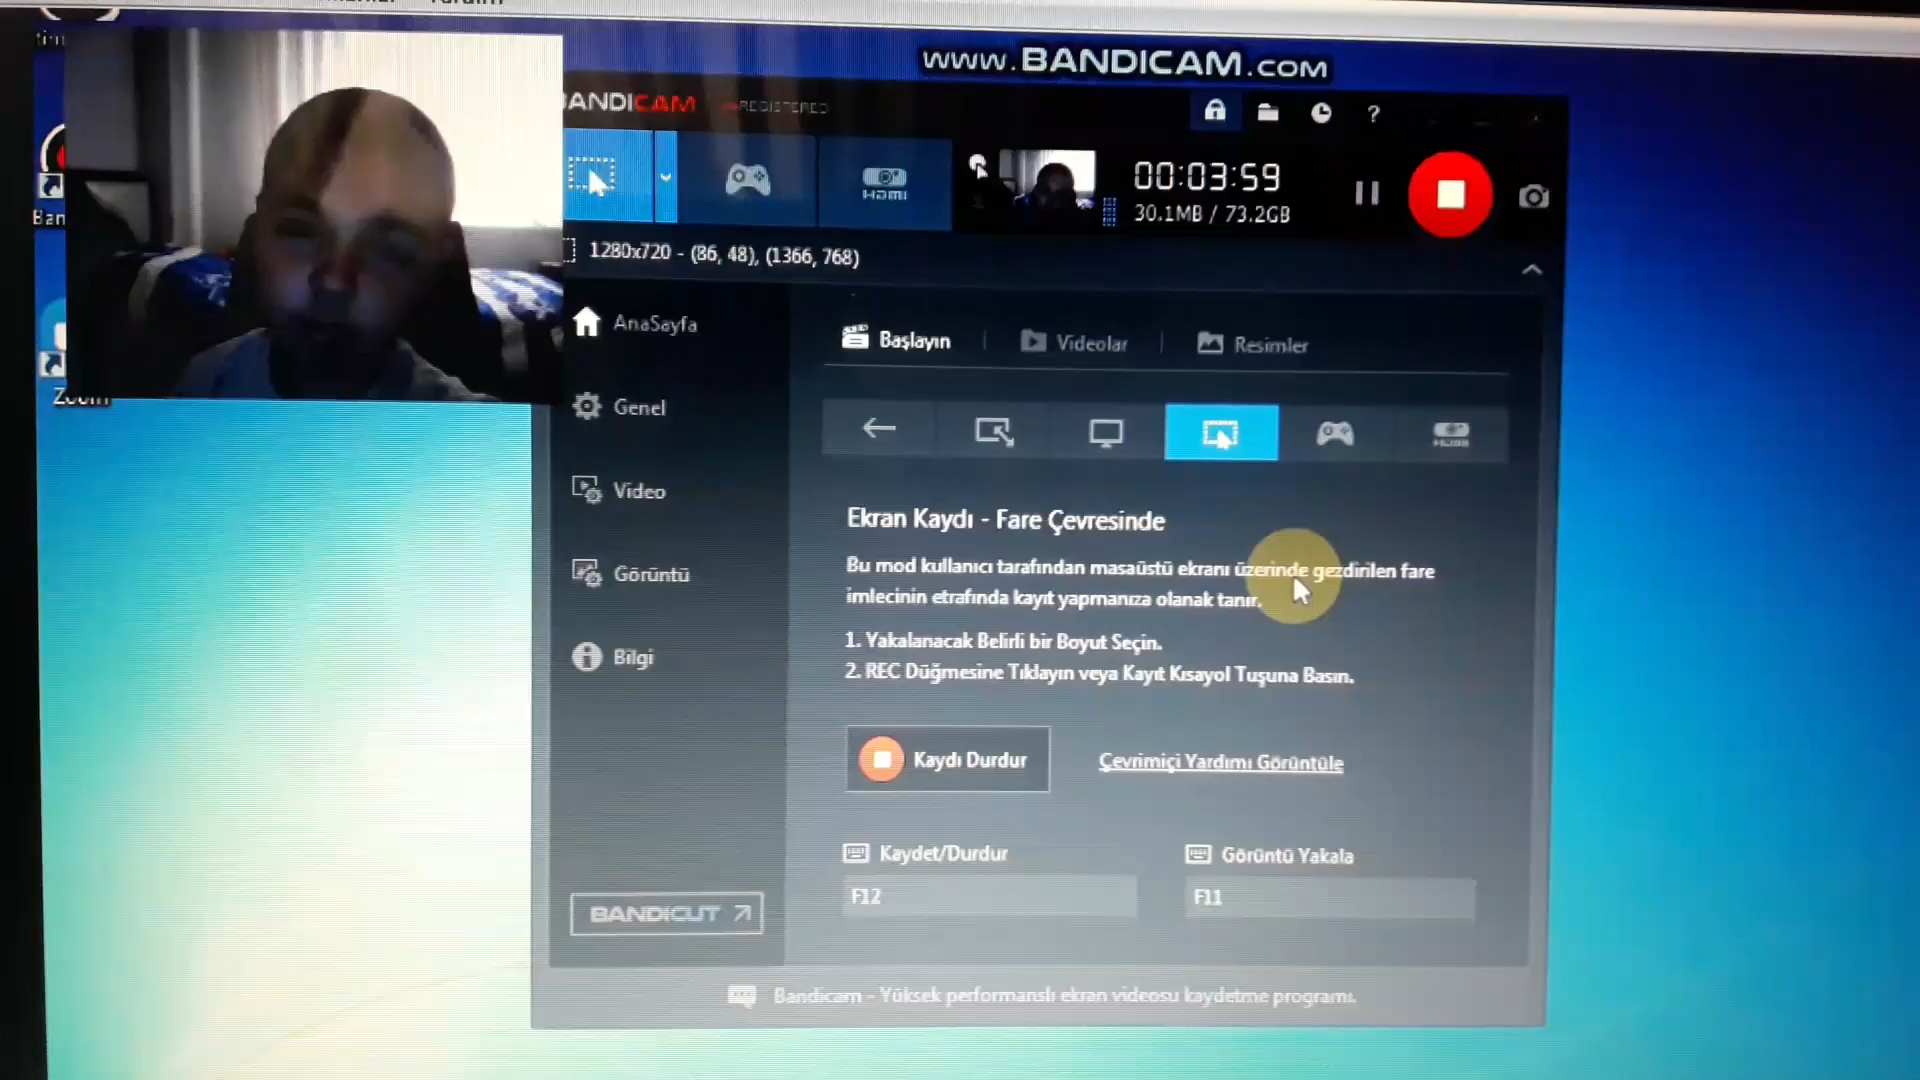 www.BANDICAM.com
BANDICAM
00:03:59
30.1MB / 73.2GB
HDMI
1280x720 - (86, 48), (1366, 768)
AnaSayfa
Genel
Video
Görüntü
Bilgi
BANDICUT
Başlayın
Videolar
Resimler
Ekran Kaydı - Fare Çevresinde
Bu mod kullanıcı tarafından masaüstü ekranı üzerinde gezdirilen fare
imlecinin etrafında kayıt yapmanıza olanak tanır.
1. Yakalanacak Belirli bir Boyut Seçin.
2. REC Düğmesine Tıklayın veya Kayıt Kısayol Tuşuna Basın.
Kaydı Durdur
Çevrimiçi Yardımı Görüntüle
Kaydet/Durdur
Görüntü Yakala
F12
F11
Bandicam - Yüksek performanslı ekran videosu kaydetme programı.
Zoom
Ban